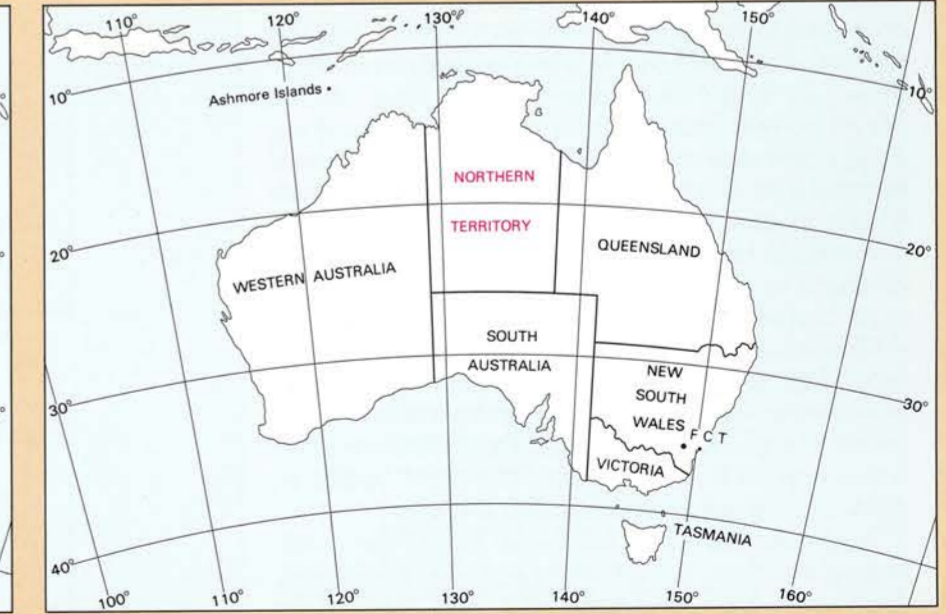 110°
120°
130°
140°
150°
10°
Ashmore Islands
10°
NORTHERN
TERRITORY
20°
QUEENSLAND
20°
WESTERN AUSTRALIA
SOUTH
AUSTRALIA
NEW
SOUTH
WALES
F C T
30°
30°
VICTORIA
TASMANIA
40°
100°
110°
120°
130°
140°
150°
160°